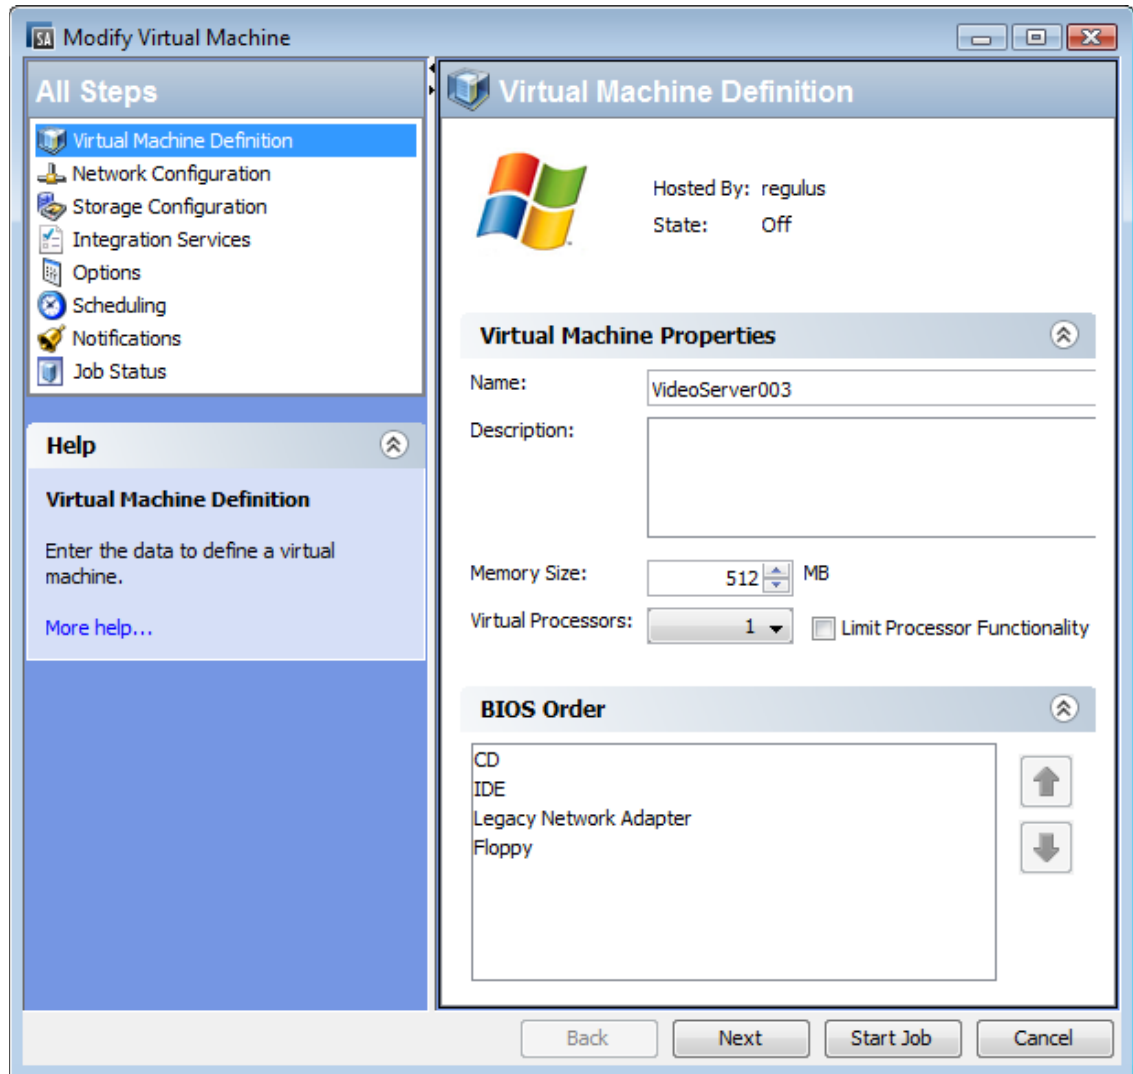 SA Modify Virtual Machine
All Steps
Virtual Machine Definition
Network Configuration
Storage Configuration
Integration Services
Options
Scheduling
Notifications
Job Status
Help
Virtual Machine Definition
Enter the data to define a virtual
machine.
More help...
Virtual Machine Definition
Hosted By: regulus
State: Off
Virtual Machine Properties
Name: VideoServer003
Description:
Memory Size: 512 MB
Virtual Processors: 1 Limit Processor Functionality
BIOS Order
CD
IDE
Legacy Network Adapter
Floppy
Back Next Start Job Cancel